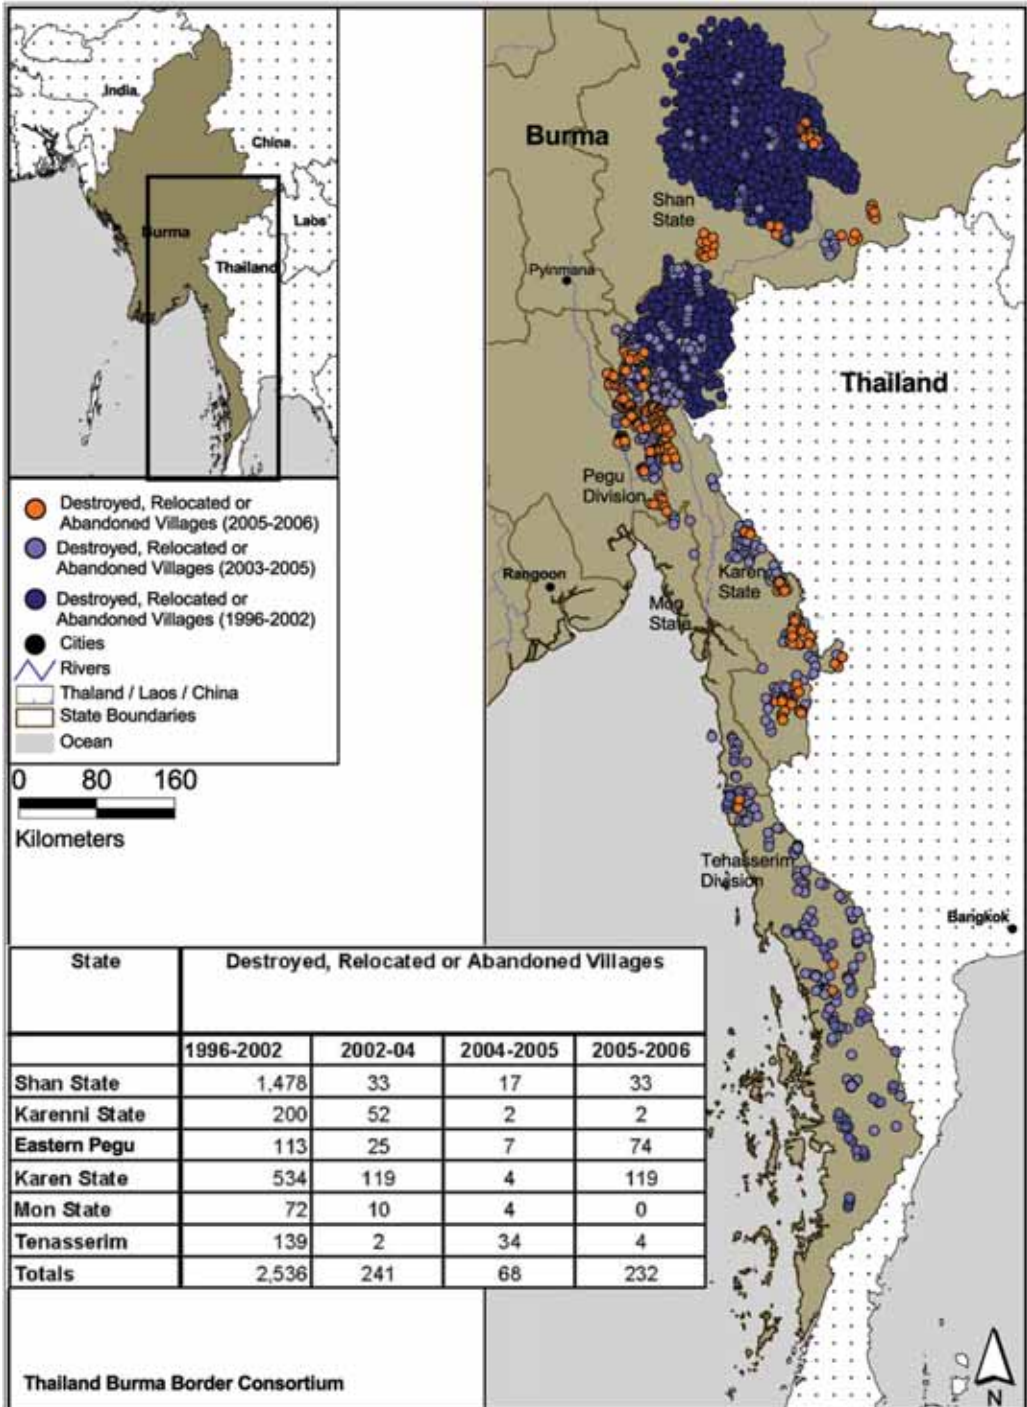 India
China
Burma
Laos
Thailand
Destroyed, Relocated or
Abandoned Villages (2005-2006)
Destroyed, Relocated or
Abandoned Villages (2003-2005)
Destroyed, Relocated or
Abandoned Villages (1996-2002)
Cities
Rivers
Thaland / Laos / China
State Boundaries
Ocean
0 80 160
Kilometers
Burma
Shan
State
Pyinmana
Thailand
Pegu
Division
Rangoon
Karen
State
Mon
State
Tehasserim
Division
Bangkok
State Destroyed, Relocated or Abandoned Villages
1996-2002 2002-04 2004-2005 2005-2006
Shan State 1,478 33 17 33
Karenni State 200 52 2 2
Eastern Pegu 113 25 7 74
Karen State 534 119 4 119
Mon State 72 10 4 0
Tenasserim 139 2 34 4
Totals 2,536 241 68 232
Thailand Burma Border Consortium
N